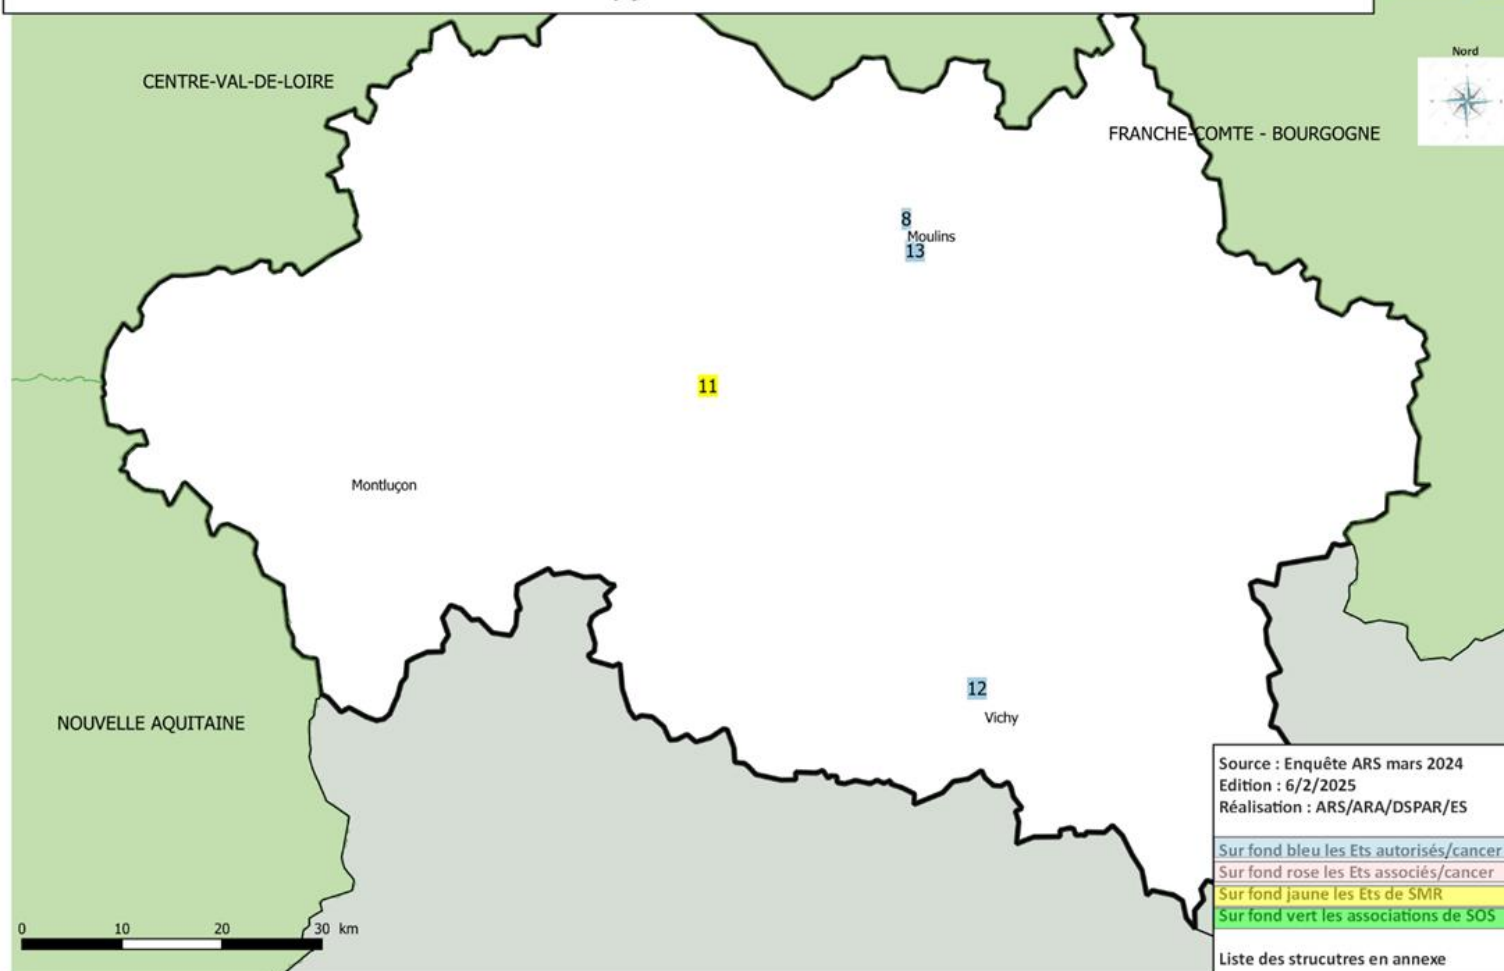 Nord
CENTRE-VAL-DE-LOIRE
FRANCHE-COMTE - BOURGOGNE
8
Moulins
13
11
Montluçon
12
Vichy
NOUVELLE AQUITAINE
Source : Enquête ARS mars 2024
Edition : 6/2/2025
Réalisation : ARS/ARA/DSPAR/ES
Sur fond bleu les Ets autorisés/cancer
Sur fond rose les Ets associés/cancer
Sur fond jaune les Ets de SMR
Sur fond vert les associations de SOS
Liste des strucutres en annexe
0 10 20 30 km